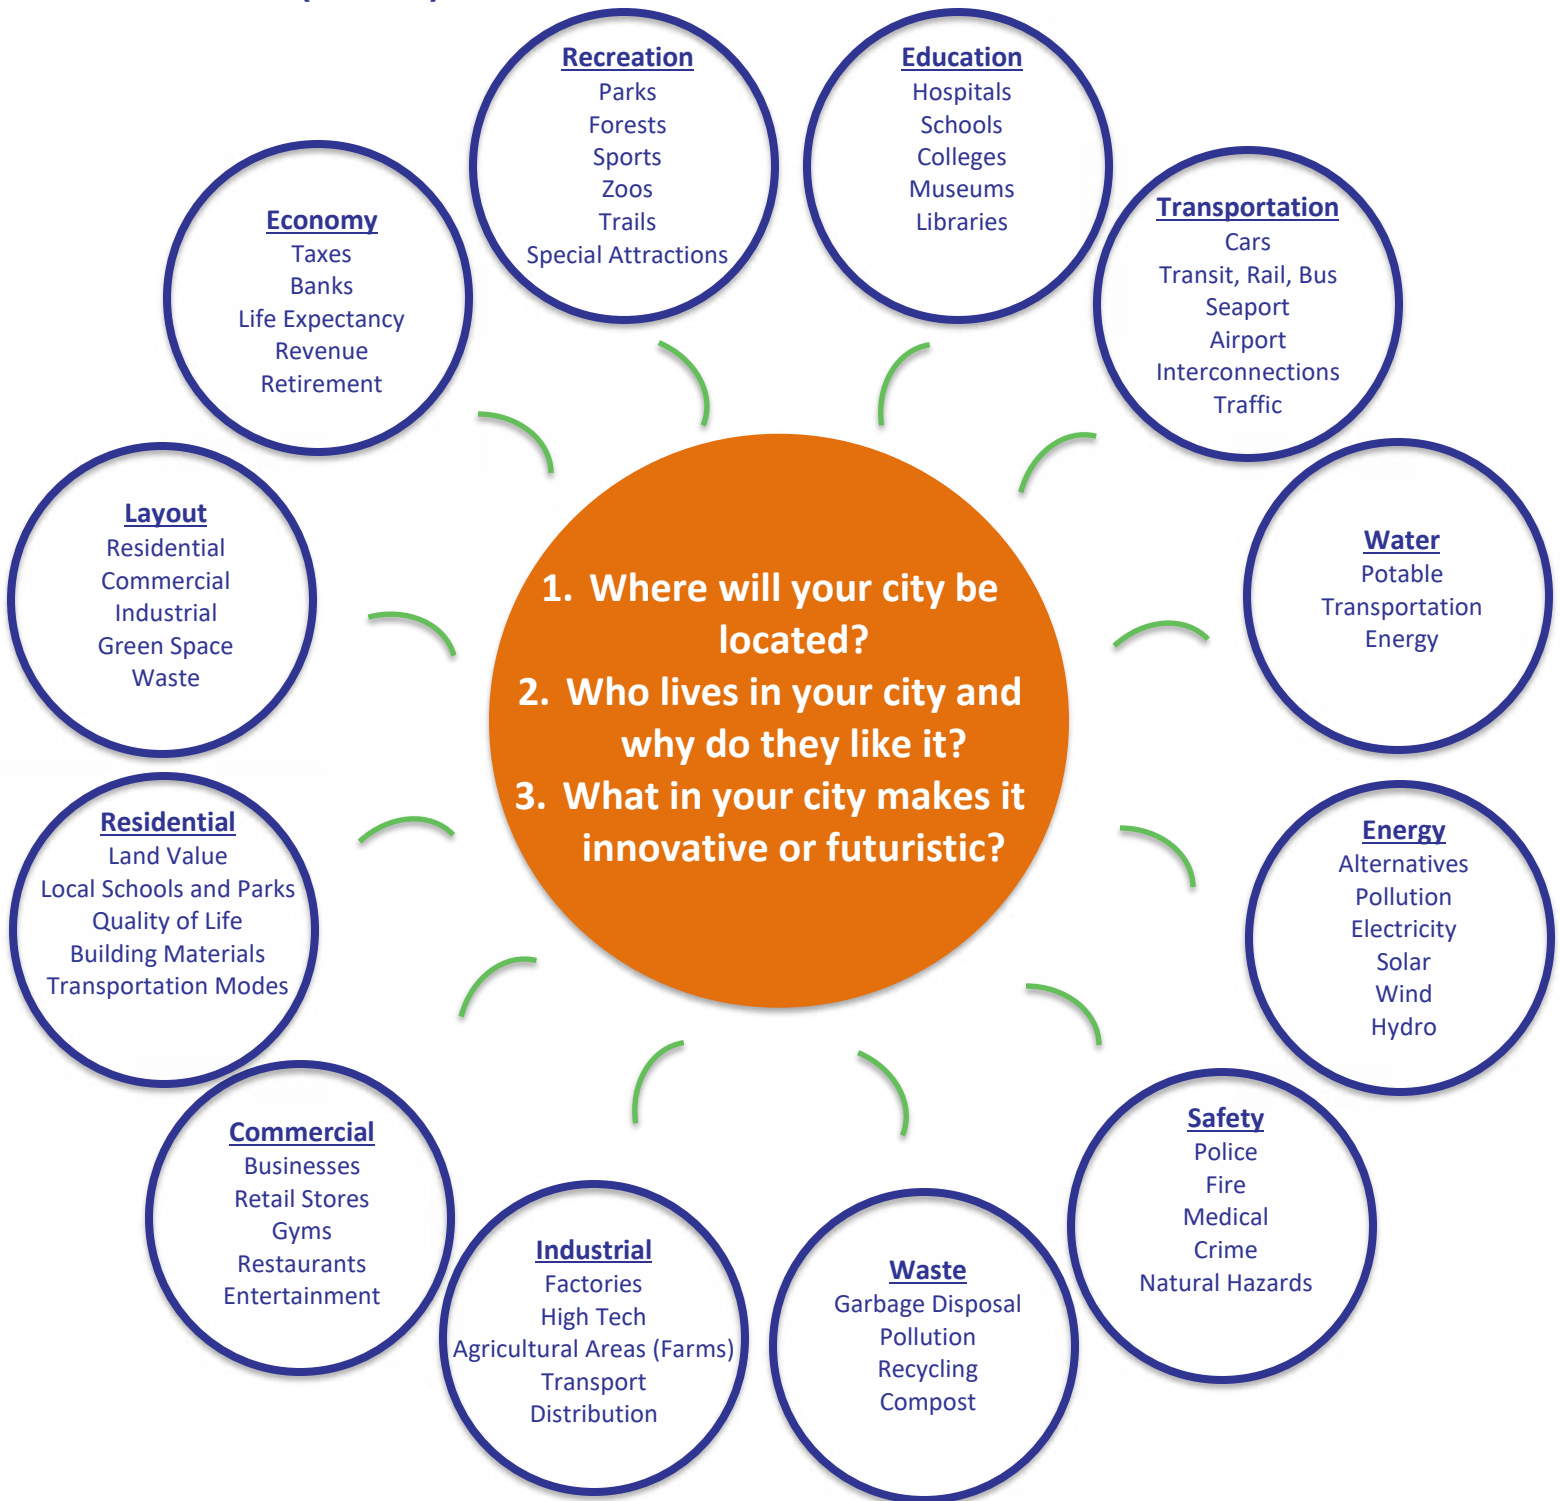 Recreation
Parks
Forests
Sports
Zoos
Trails
Special Attractions
Education
Hospitals
Schools
Colleges
Museums
Libraries
Transportation
Cars
Transit, Rail, Bus
Seaport
Airport
Interconnections
Traffic
Water
Potable
Transportation
Energy
Energy
Alternatives
Pollution
Electricity
Solar
Wind
Hydro
Safety
Police
Fire
Medical
Crime
Natural Hazards
Waste
Garbage Disposal
Pollution
Recycling
Compost
Industrial
Factories
High Tech
Agricultural Areas (Farms)
Transport
Distribution
Commercial
Businesses
Retail Stores
Gyms
Restaurants
Entertainment
Residential
Land Value
Local Schools and Parks
Quality of Life
Building Materials
Transportation Modes
Layout
Residential
Commercial
Industrial
Green Space
Waste
Economy
Taxes
Banks
Life Expectancy
Revenue
Retirement
1. Where will your city be
located?
2. Who lives in your city and
why do they like it?
3. What in your city makes it
innovative or futuristic?